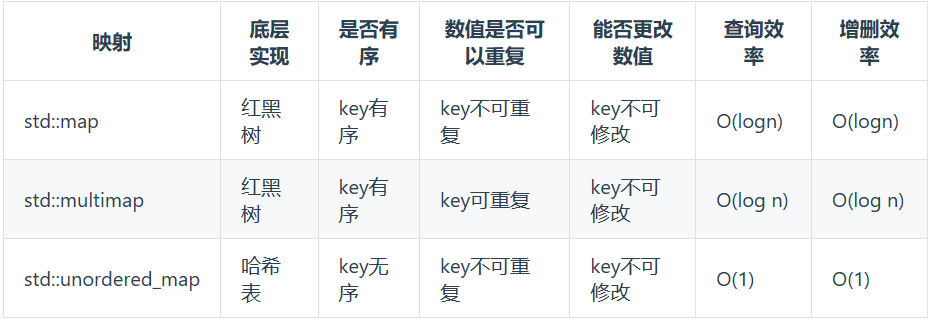 映射
底层
实现
是否有
序
数值是否可
以重复
能否更改
数值
查询效
率
增删效
率
std::map
红黑
树
key有
序
key不可重
复
key不可
修改
O(logn)
O(logn)
std::multimap
红黑
树
key有
序
key可重复
key不可
修改
O(log n)
O(log n)
std::unordered_map
哈希
表
key无
序
key不可重
复
key不可
修改
O(1)
O(1)